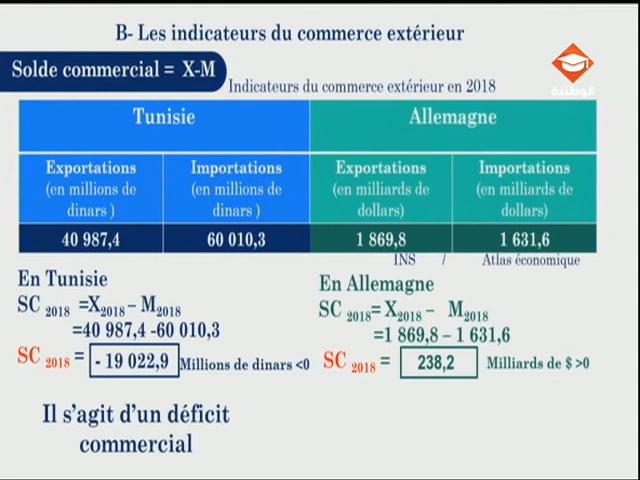 B- Les indicateurs du commerce extérieur
Solde commercial = X-M
الوطنية
Indicateurs du commerce extérieur en 2018
Tunisie
Allemagne
Exportations
(en millions de
dinars )
Importations
(en millions de
dinars )
Exportations
(en milliards de
dollars)
Importations
(en milliards de
dollars)
40 987,4
60 010,3
1 869,8
1 631,6
INS / Atlas économique
En Tunisie
SC 2018 =X2018 – M2018
=40 987,4 -60 010,3
SC 2018 = - 19 022,9 Millions de dinars <0
En Allemagne
SC 2018= X2018 – M2018
=1 869,8 – 1 631,6
SC 2018 = 238,2 Milliards de $ >0
Il s’agit d’un déficit
commercial